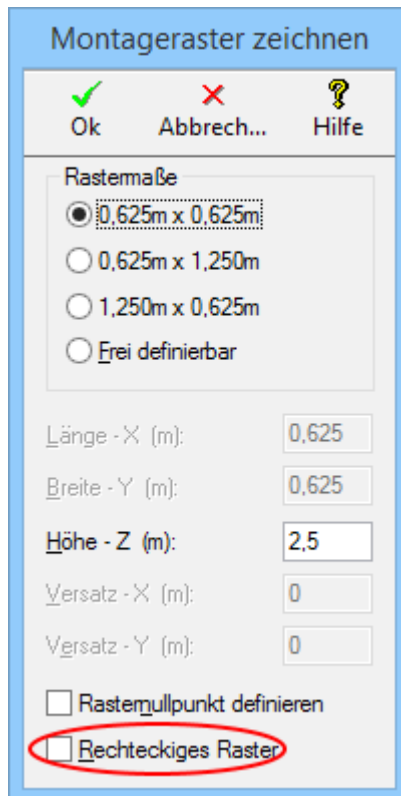 Montageraster zeichnen
Ok Abbrech... Hilfe
Rastermaße
0,625m x 0,625m
0,625m x 1,250m
1,250m x 0,625m
Frei definierbar
Länge - X (m): 0,625
Breite - Y (m): 0,625
Höhe - Z (m): 2,5
Versatz - X (m): 0
Versatz - Y (m): 0
Rasternullpunkt definieren
Rechteckiges Raster